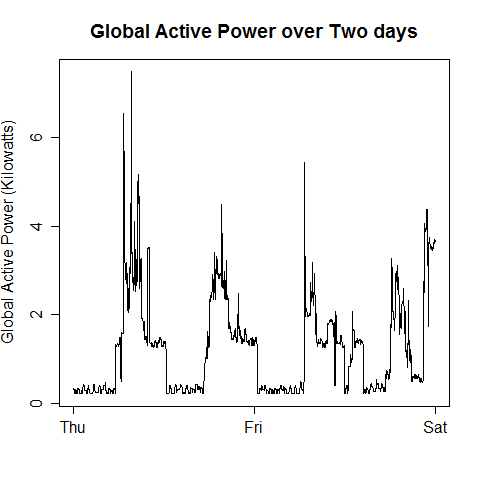 Global Active Power over Two days
Global Active Power (Kilowatts)
6
4
2
0
Thu Fri Sat